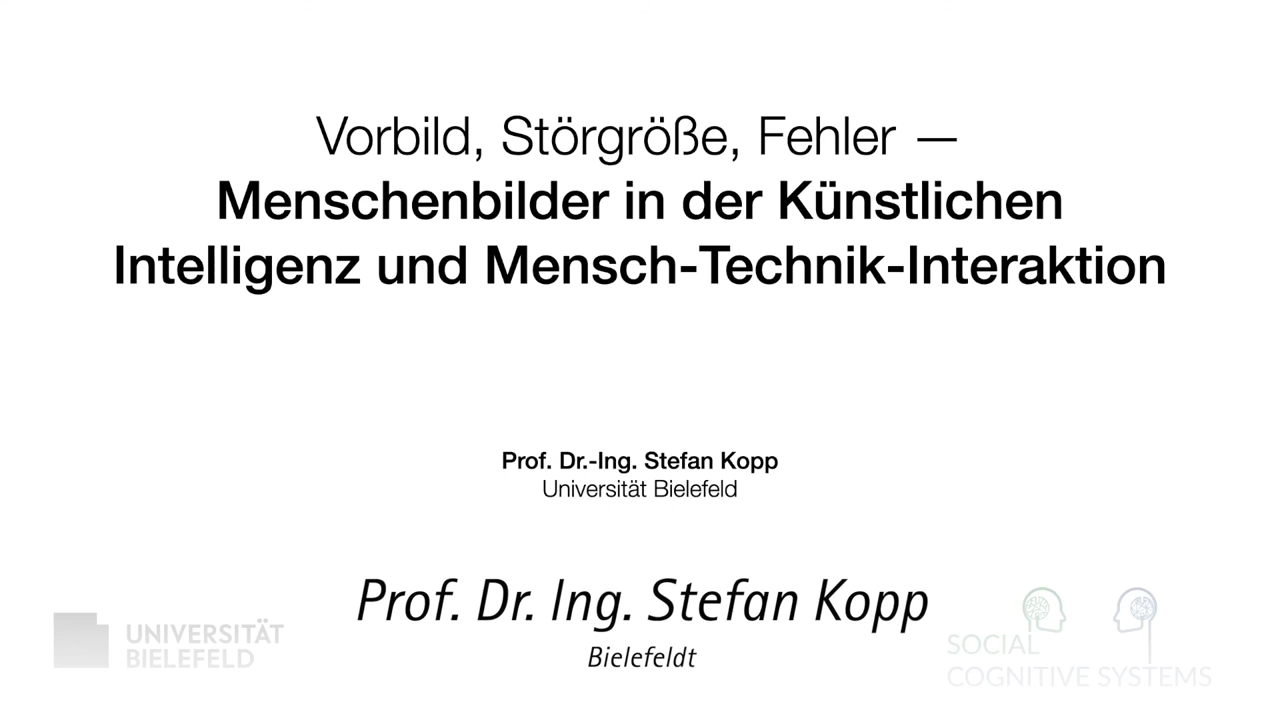 Vorbild, Störgröße, Fehler —
Menschenbilder in der Künstlichen
Intelligenz und Mensch-Technik-Interaktion
Prof. Dr.-Ing. Stefan Kopp
Universität Bielefeld
Prof. Dr. Ing. Stefan Kopp
Bielefeldt
UNIVERSITÄT
BIELEFELD
SOCIAL
COGNITIVE SYSTEMS